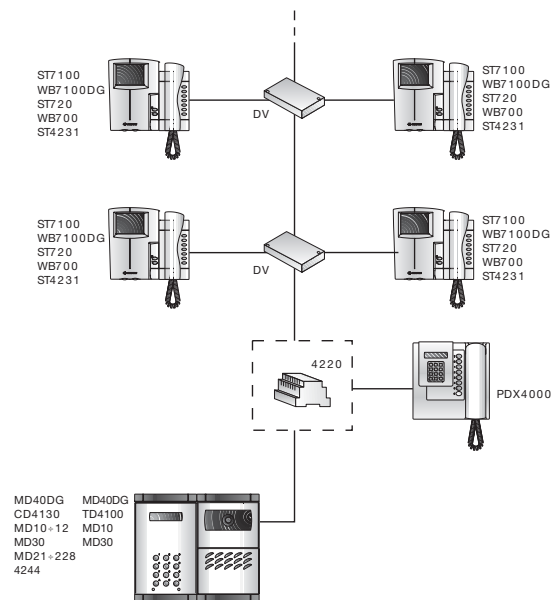 ST7100
WB7100DG
ST720
WB700
ST4231
DV
ST7100
WB7100DG
ST720
WB700
ST4231
ST7100
WB7100DG
ST720
WB700
ST4231
DV
ST7100
WB7100DG
ST720
WB700
ST4231
4220
PDX4000
MD40DG MD40DG
CD4130 TD4100
MD10÷12 MD10
MD30 MD30
MD21÷228
4244